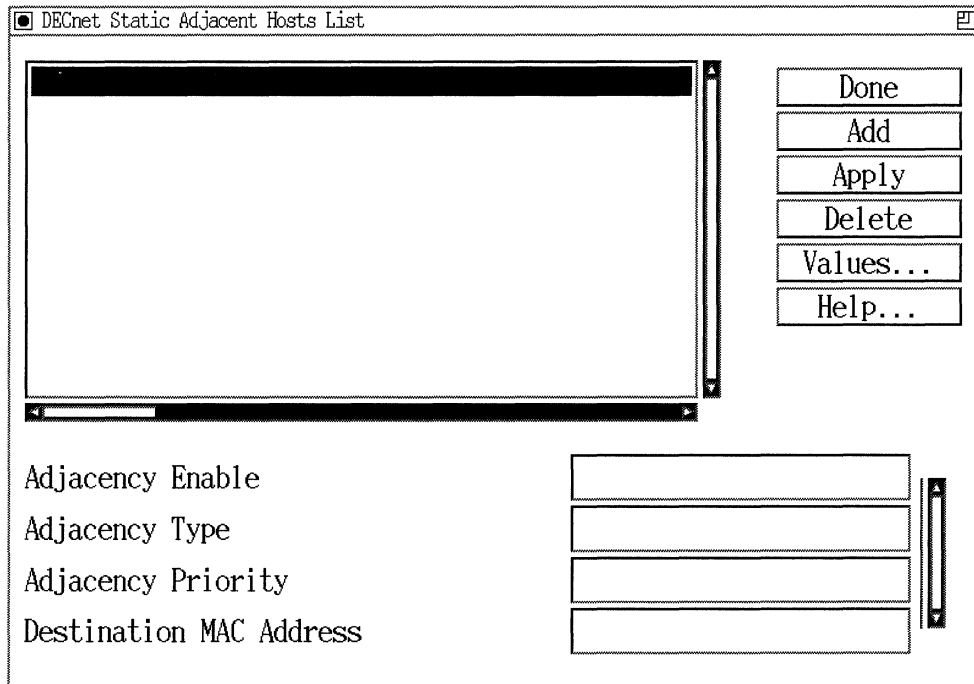 DECnet Static Adjacent Hosts List
Done
Add
Apply
Delete
Values...
Help...
Adjacency Enable
Adjacency Type
Adjacency Priority
Destination MAC Address